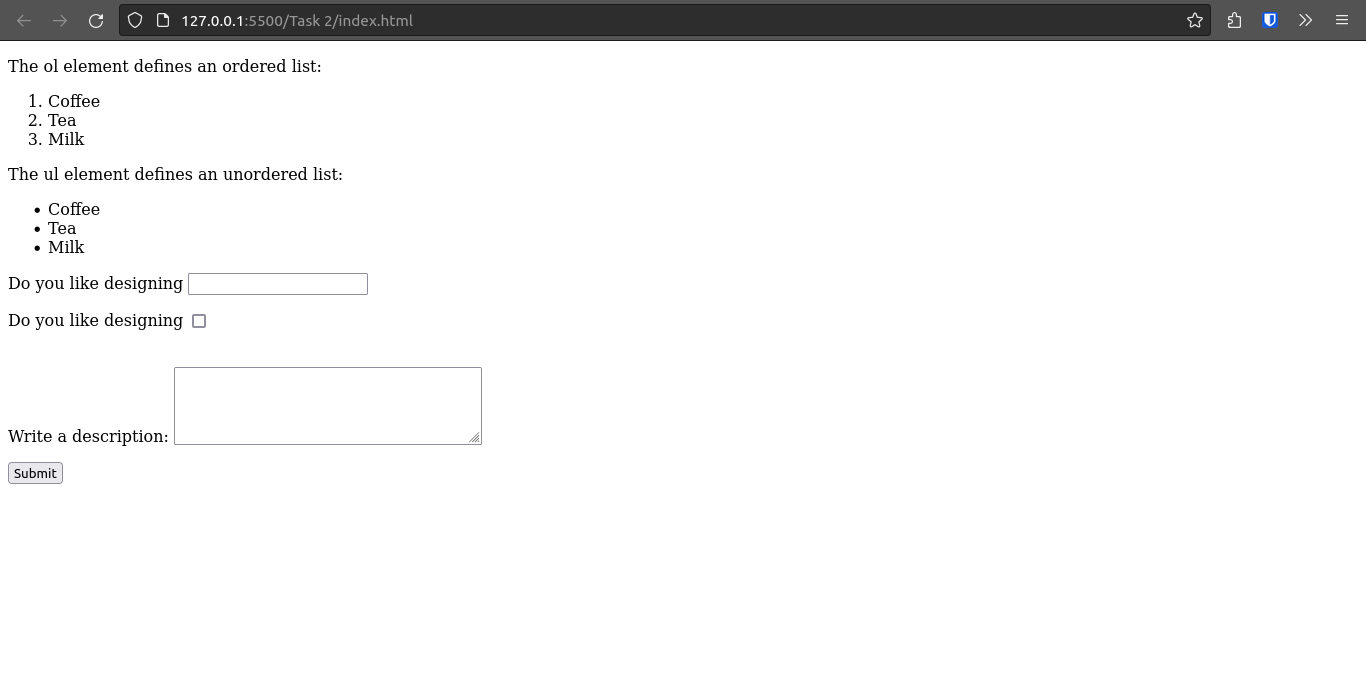 127.0.0.1:5500/Task 2/index.html
The ol element defines an ordered list:
1. Coffee
2. Tea
3. Milk
The ul element defines an unordered list:
• Coffee
• Tea
• Milk
Do you like designing
Do you like designing
Write a description:
Submit